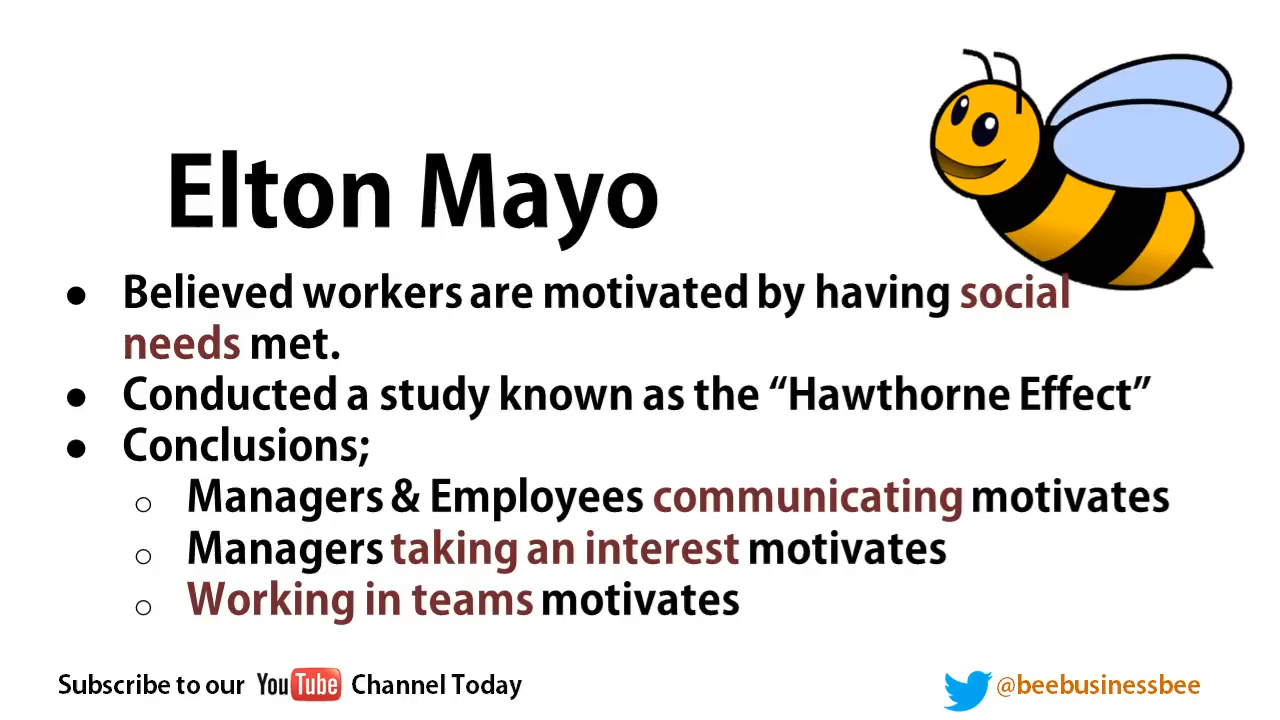 Elton Mayo
● Believed workers are motivated by having social
needs met.
● Conducted a study known as the “Hawthorne Effect”
● Conclusions;
○ Managers & Employees communicating motivates
○ Managers taking an interest motivates
○ Working in teams motivates
Subscribe to our YouTube Channel Today
@beebusinessbee